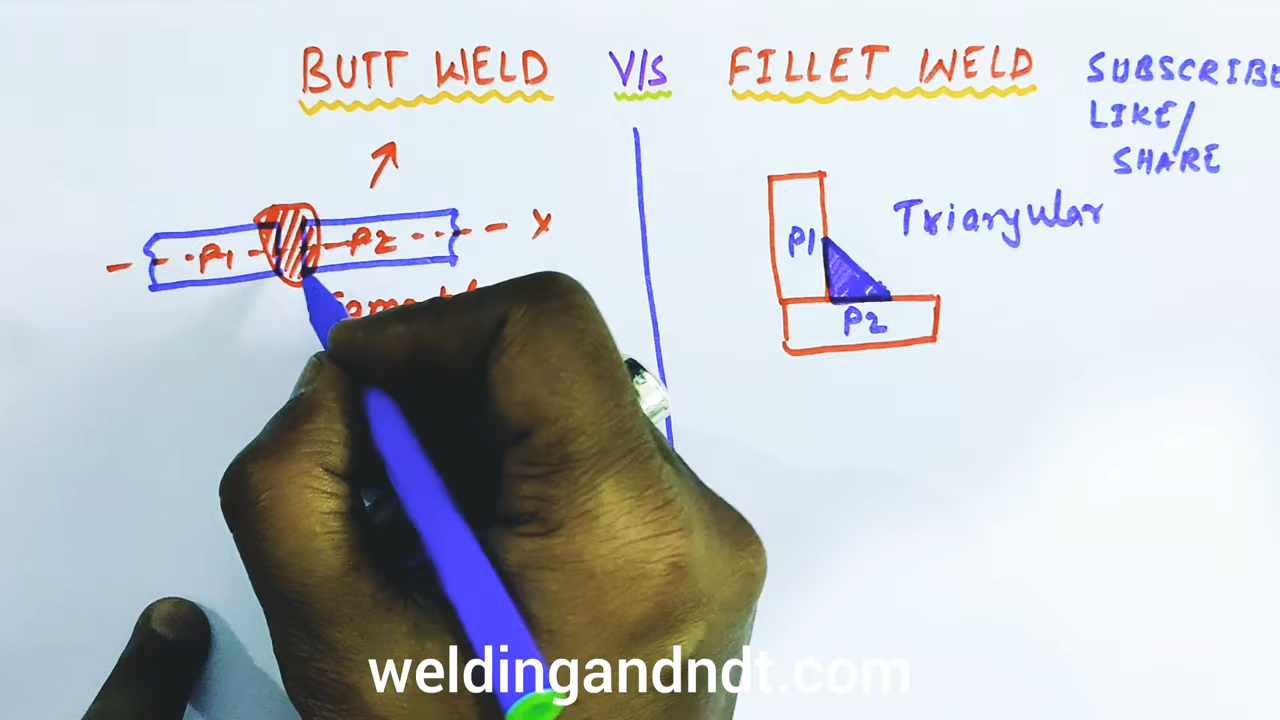 BUTT WELD V/S FILLET WELD
SUBSCRIBE
LIKE/
SHARE
P1 P2 X
P1
Triangular
P2
weldingandndt.com